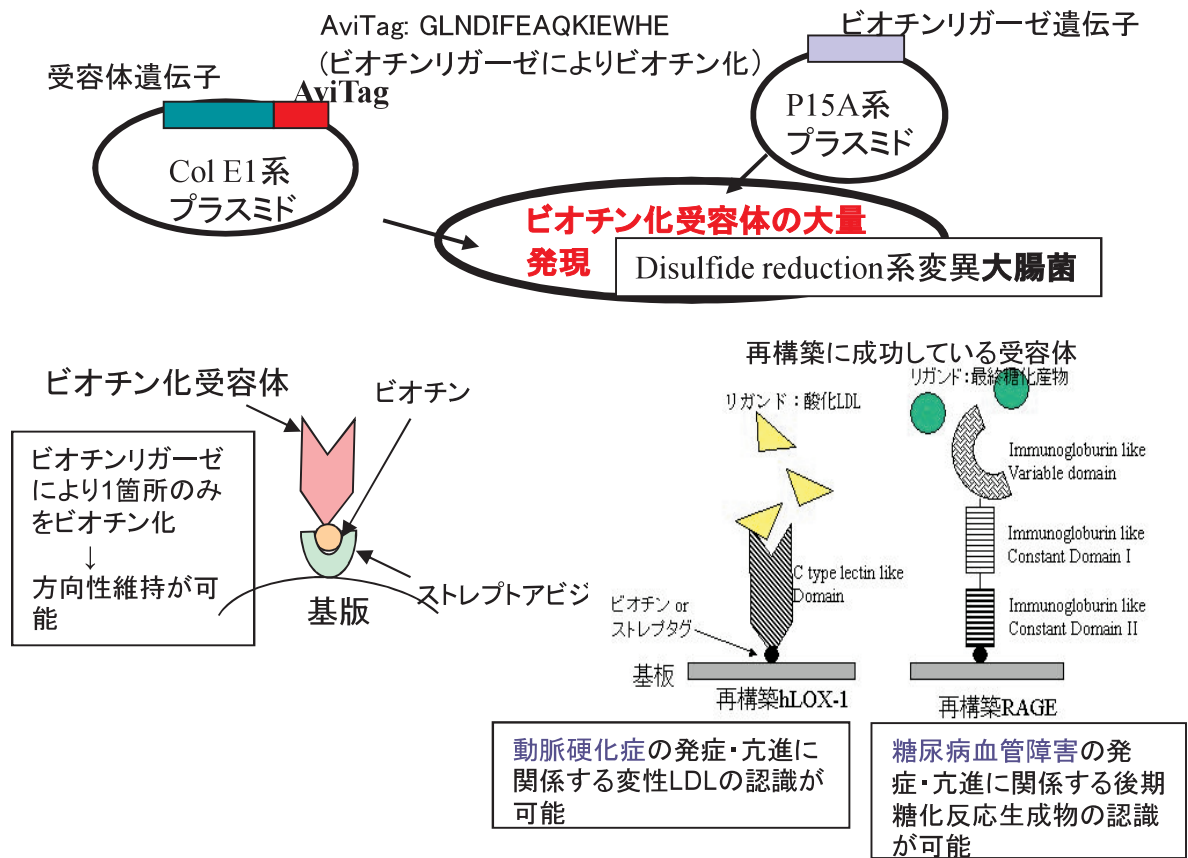 AviTag: GLNDIFEAQKIEWHE
(ビオチンリガーゼによりビオチン化)
ビオチンリガーゼ遺伝子
受容体遺伝子
AviTag
P15A系
プラスミド
Col E1系
プラスミド
ビオチン化受容体の大量
発現
Disulfide reduction系変異大腸菌
ビオチン化受容体
ビオチン
ビオチンリガーゼ
により1箇所のみ
をビオチン化
↓
方向性維持が可
能
ストレプトアビジ
基版
再構築に成功している受容体
リガンド:酸化LDL
リガンド:最終糖化産物
Immunogloburin like
Variable domain
Immunogloburin like
Constant Domain I
C type lectin like
Domain
Immunogloburin like
Constant Domain II
ビオチン or
ストレプタグ
基板
再構築hLOX-1
再構築RAGE
動脈硬化症の発症・亢進に
関係する変性LDLの認識が
可能
糖尿病血管障害の発
症・亢進に関係する後期
糖化反応生成物の認識
が可能